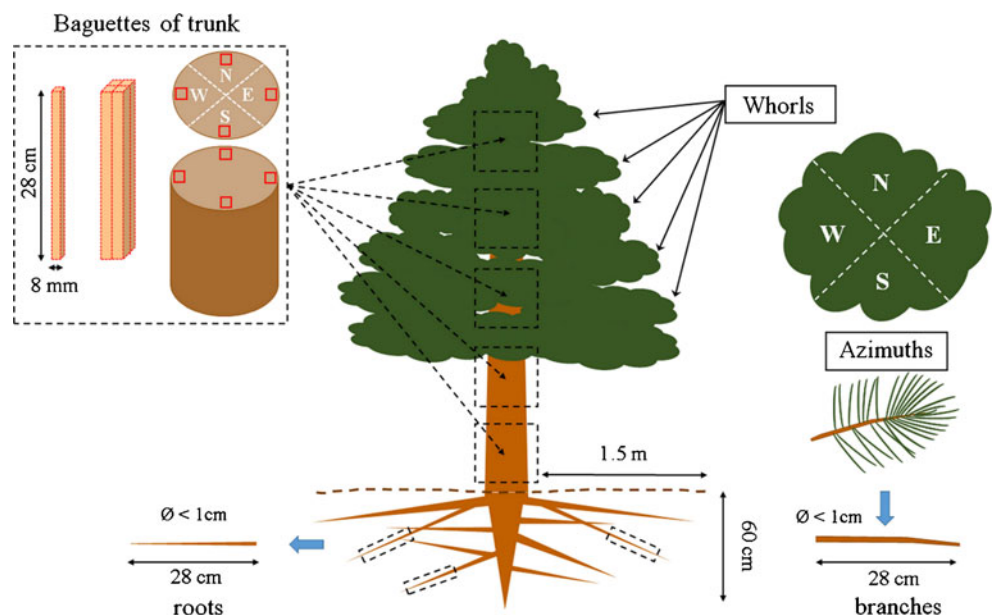 Baguettes of trunk
N
W E
S
28 cm
8 mm
Whorls
N
W E
S
Azimuths
1.5 m
60 cm
Ø < 1cm
28 cm
roots
Ø < 1cm
28 cm
branches